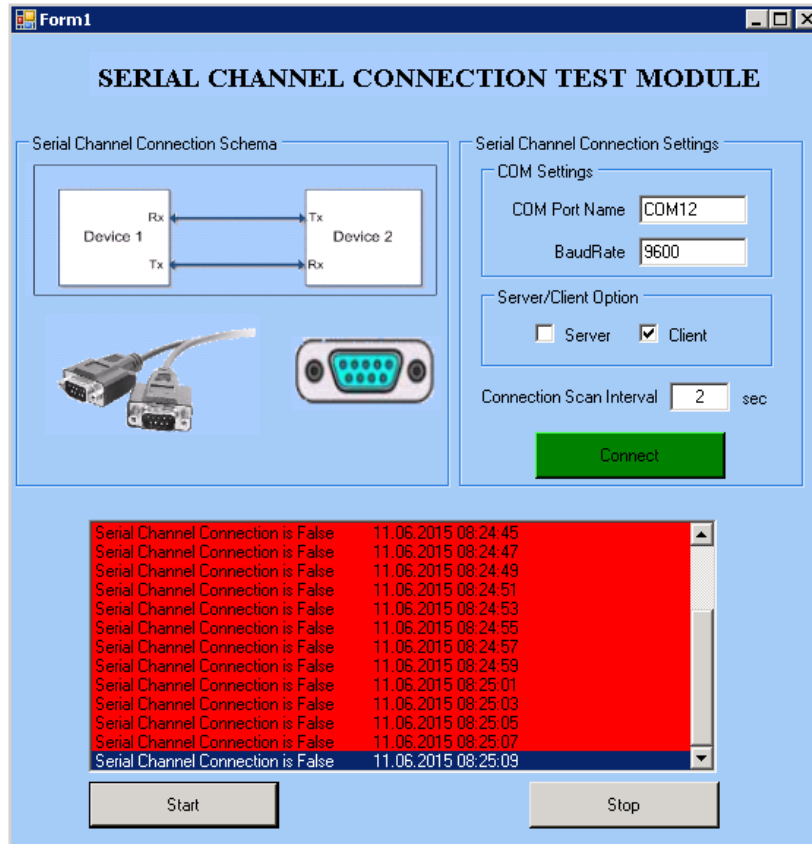 Form1
SERIAL CHANNEL CONNECTION TEST MODULE
Serial Channel Connection Schema
Rx
Tx
Device 1
Device 2
Tx
Rx
Serial Channel Connection Settings
COM Settings
COM Port Name COM12
BaudRate 9600
Server/Client Option
Server Client
Connection Scan Interval 2 sec
Connect
Serial Channel Connection is False 11.06.2015 08:24:45
Serial Channel Connection is False 11.06.2015 08:24:47
Serial Channel Connection is False 11.06.2015 08:24:49
Serial Channel Connection is False 11.06.2015 08:24:51
Serial Channel Connection is False 11.06.2015 08:24:53
Serial Channel Connection is False 11.06.2015 08:24:55
Serial Channel Connection is False 11.06.2015 08:24:57
Serial Channel Connection is False 11.06.2015 08:24:59
Serial Channel Connection is False 11.06.2015 08:25:01
Serial Channel Connection is False 11.06.2015 08:25:03
Serial Channel Connection is False 11.06.2015 08:25:05
Serial Channel Connection is False 11.06.2015 08:25:07
Serial Channel Connection is False 11.06.2015 08:25:09
Start
Stop